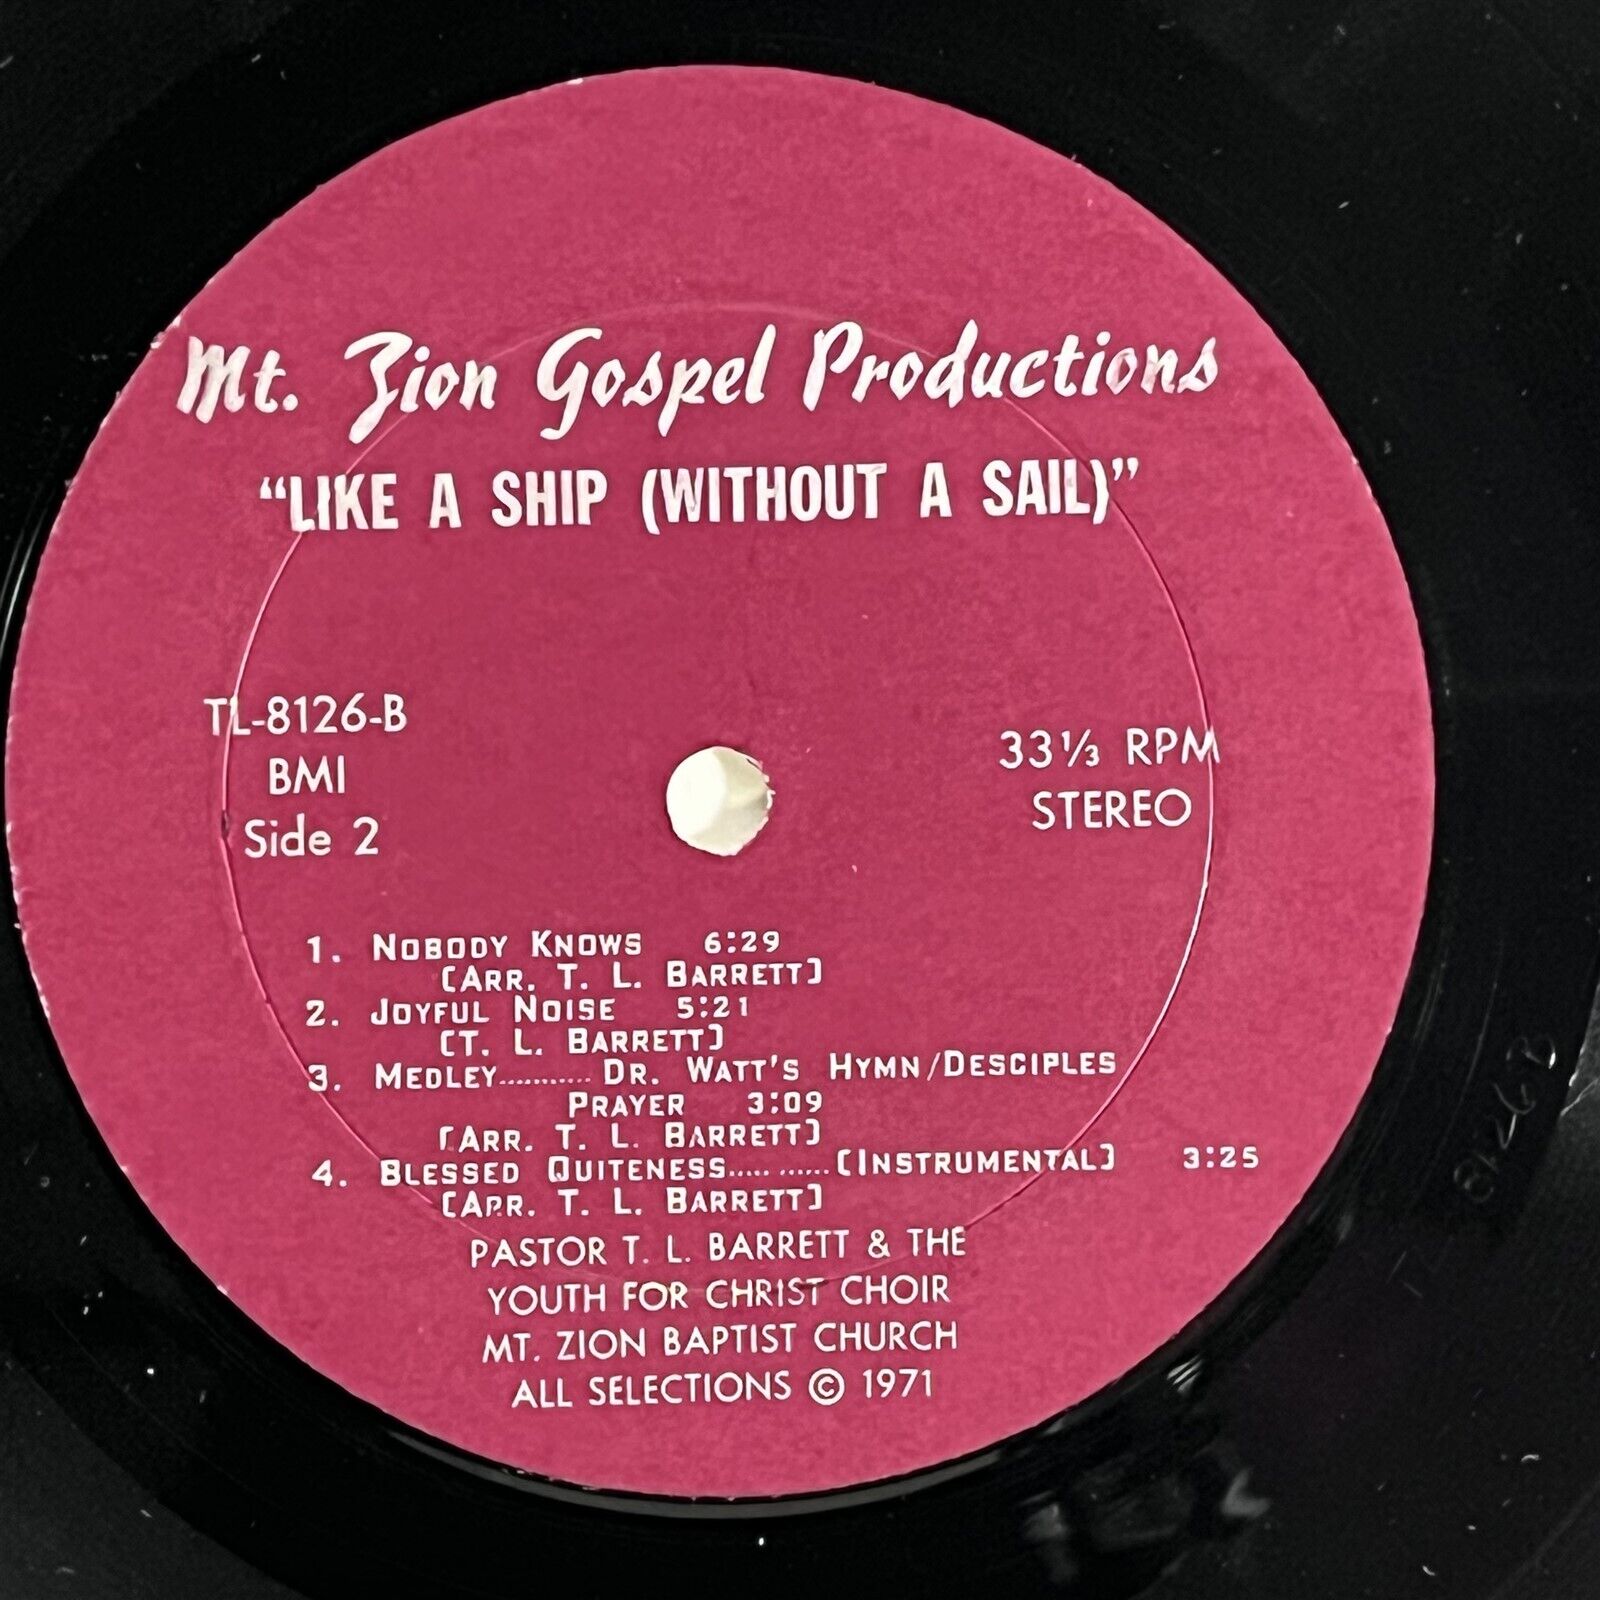 Mt. Zion Gospel Productions
“LIKE A SHIP (WITHOUT A SAIL)”
TL-8126-B
BMI
Side 2
33⅓ RPM
STEREO
1. NOBODY KNOWS 6:29
[ARR. T. L. BARRETT]
2. JOYFUL NOISE 5:21
[T. L. BARRETT]
3. MEDLEY........... DR. WATT'S HYMN/DESCIPLES
PRAYER 3:09
[ARR. T. L. BARRETT]
4. BLESSED QUITENESS..... ......[INSTRUMENTAL] 3:25
[ARR. T. L. BARRETT]
PASTOR T. L. BARRETT & THE
YOUTH FOR CHRIST CHOIR
MT. ZION BAPTIST CHURCH
ALL SELECTIONS © 1971
8126B